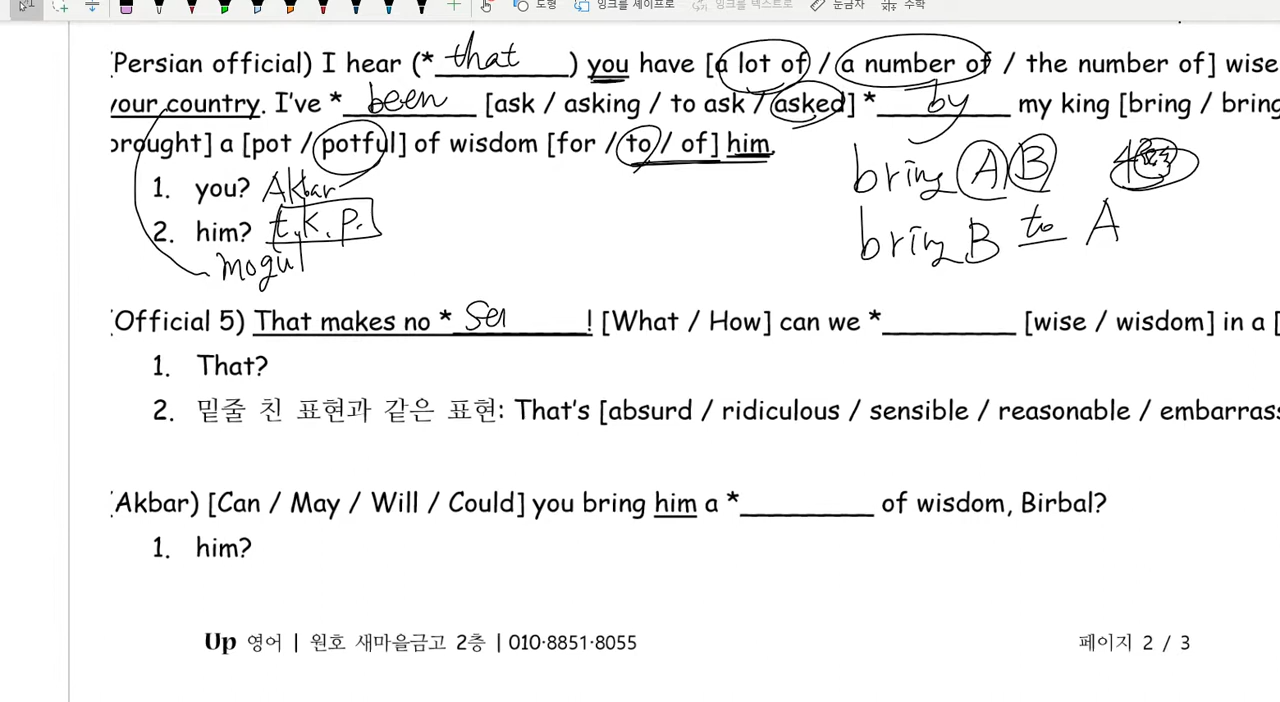 도형 잉크를 셰이프로 잉크를 텍스트로 눈금자 수학
(Persian official) I hear (* that ) you have [a lot of / a number of / the number of] wise
your country. I've * been [ask / asking / to ask / asked] * by my king [bring / bring
brought] a [pot / potful] of wisdom [for / to / of] him.
1. you? Akbar
2. him? t.K.P.
mogul
bring A B
bring B to A
(Official 5) That makes no * sen ! [What / How] can we * [wise / wisdom] in a [
1. That?
2. 밑줄 친 표현과 같은 표현: That's [absurd / ridiculous / sensible / reasonable / embarrass
(Akbar) [Can / May / Will / Could] you bring him a * of wisdom, Birbal?
1. him?
Up 영어 | 원호 새마을금고 2층 | 010·8851·8055
페이지 2 / 3